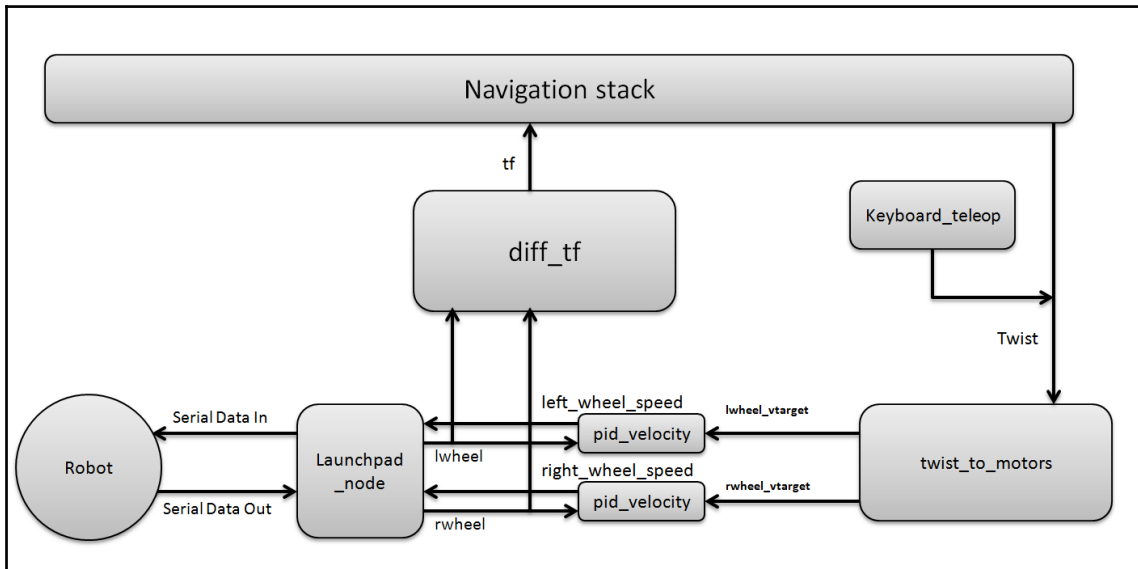 Navigation stack
tf
Keyboard_teleop
diff_tf
Twist
left_wheel_speed
Serial Data In
lwheel_vtarget
pid_velocity
Launchpad
_node
lwheel
Robot
twist_to_motors
right_wheel_speed
rwheel_vtarget
pid_velocity
Serial Data Out
rwheel